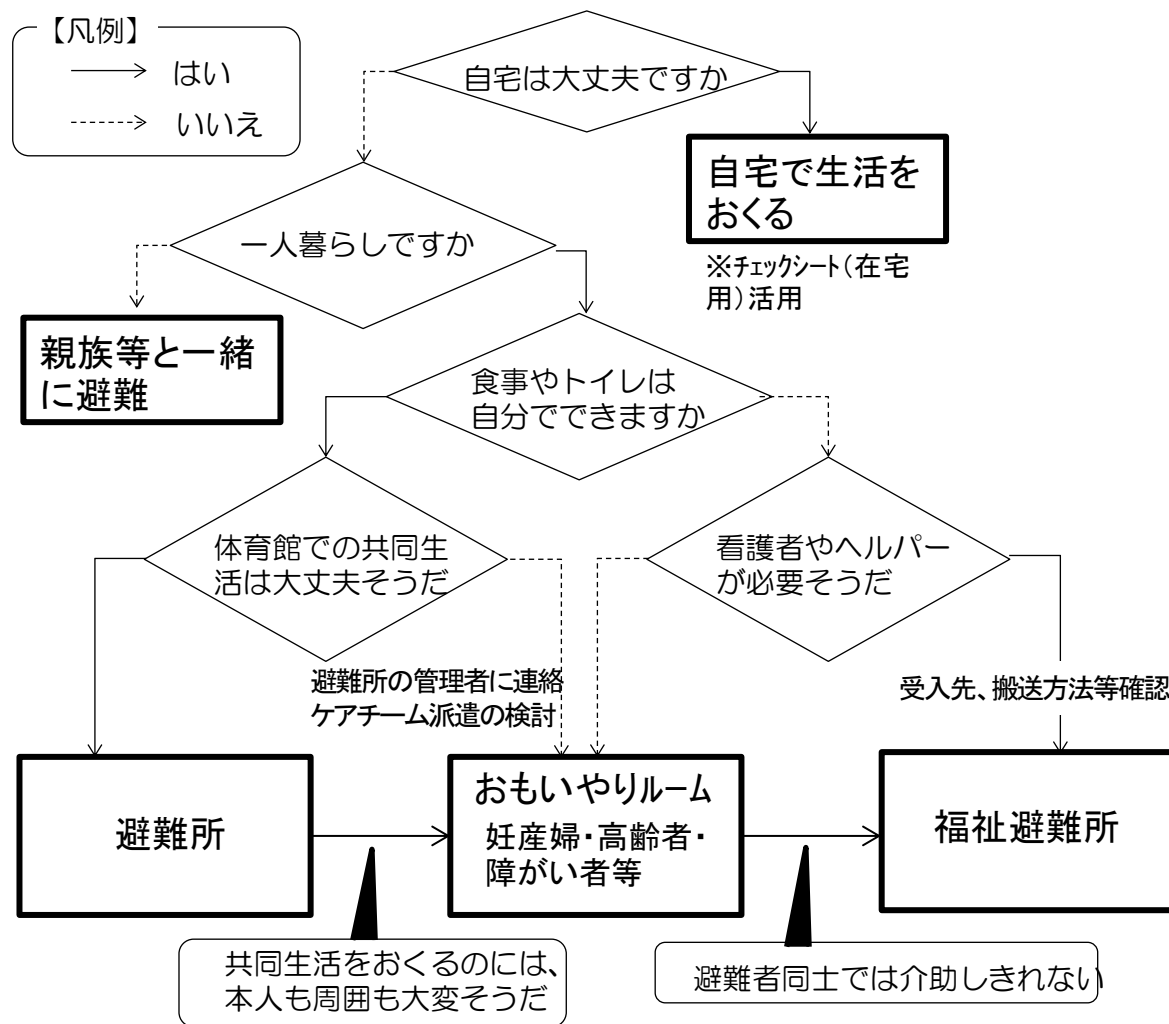 【凡例】
はい
いいえ
自宅は大丈夫ですか
自宅で生活を
おくる
※チェックシート(在宅
用)活用
一人暮らしですか
親族等と一緒
に避難
食事やトイレは
自分でできますか
体育館での共同生
活は大丈夫そうだ
看護者やヘルパー
が必要そうだ
避難所の管理者に連絡
ケアチーム派遣の検討
受入先、搬送方法等確認
避難所
おもいやりルーム
妊産婦・高齢者・
障がい者等
福祉避難所
共同生活をおくるのには、
本人も周囲も大変そうだ
避難者同士では介助しきれない